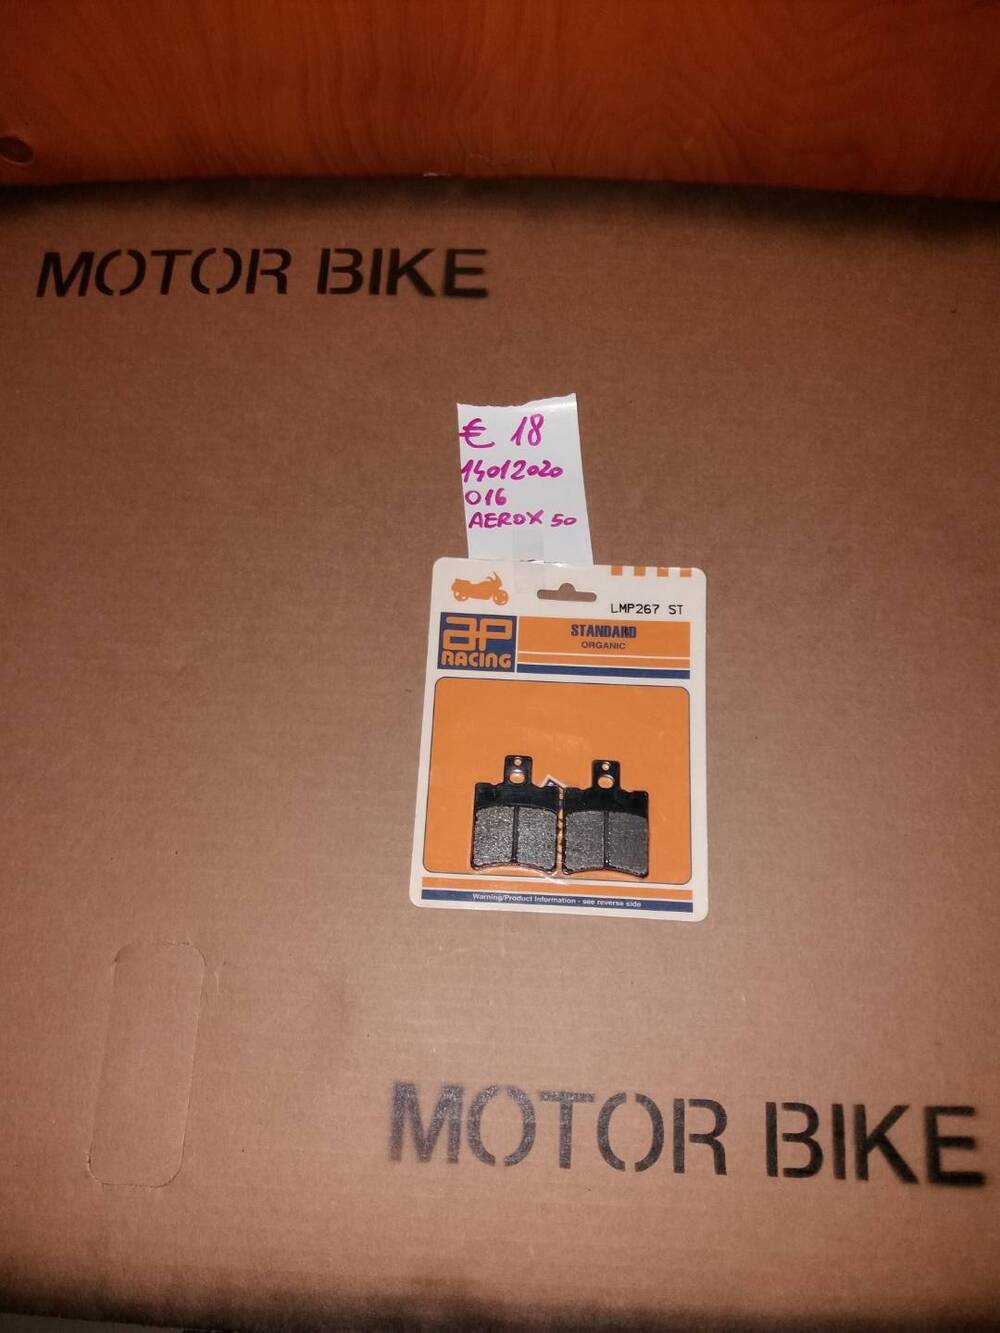 MOTOR BIKE
€ 18
14012020
016
AEROX 50
LMP267 ST
ap
RACING
STANDARD
ORGANIC
Warning/Product Information - see reverse side
MOTOR BIKE